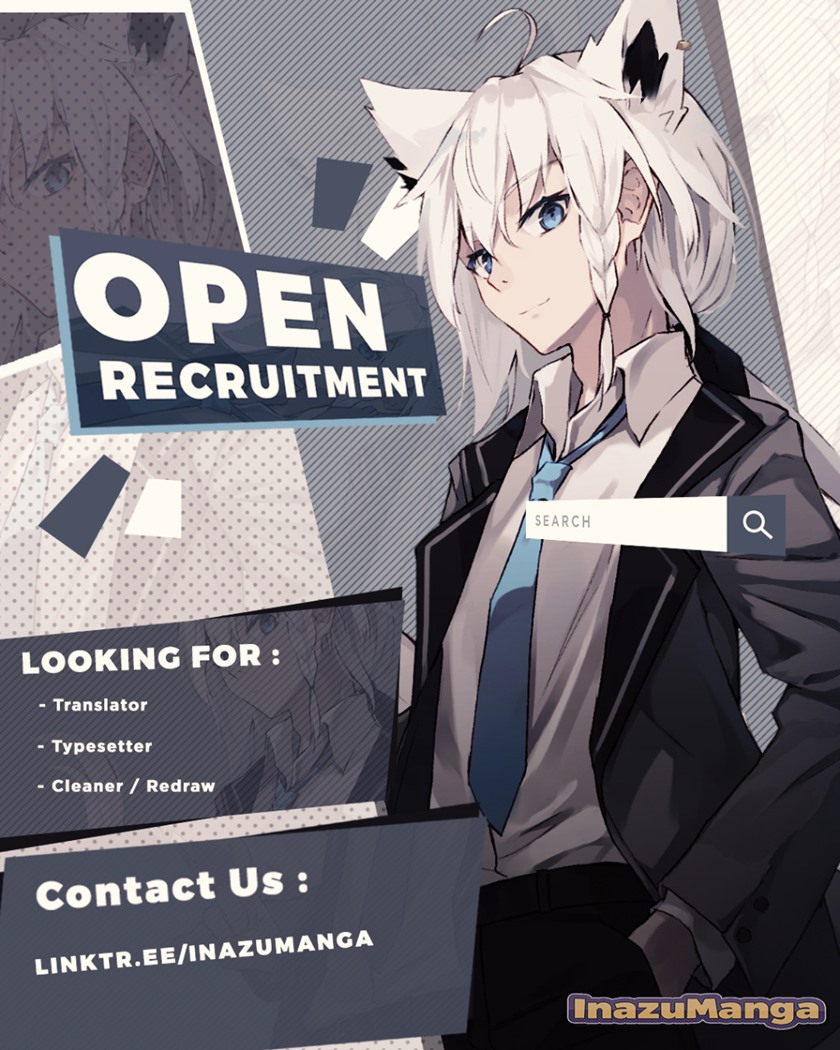 OPEN
RECRUITMENT
SEARCH
LOOKING FOR :
- Translator
- Typesetter
- Cleaner / Redraw
Contact Us :
LINKTR.EE/INAZUMANGA
InazuManga